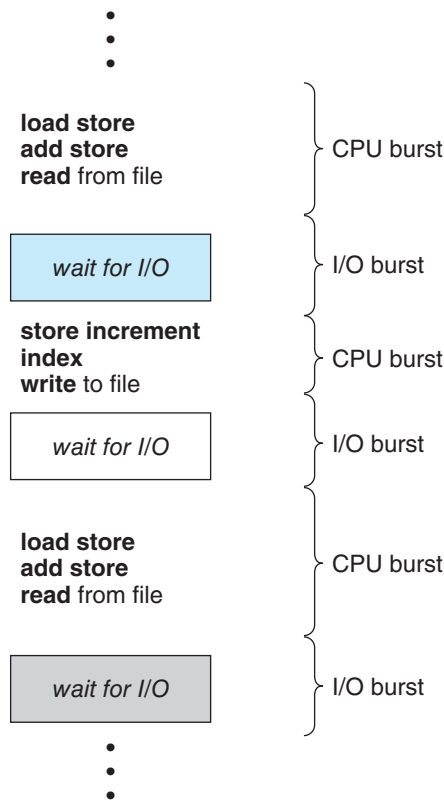 load store
add store
read from file
CPU burst
wait for I/O
I/O burst
store increment
index
write to file
CPU burst
wait for I/O
I/O burst
load store
add store
read from file
CPU burst
wait for I/O
I/O burst